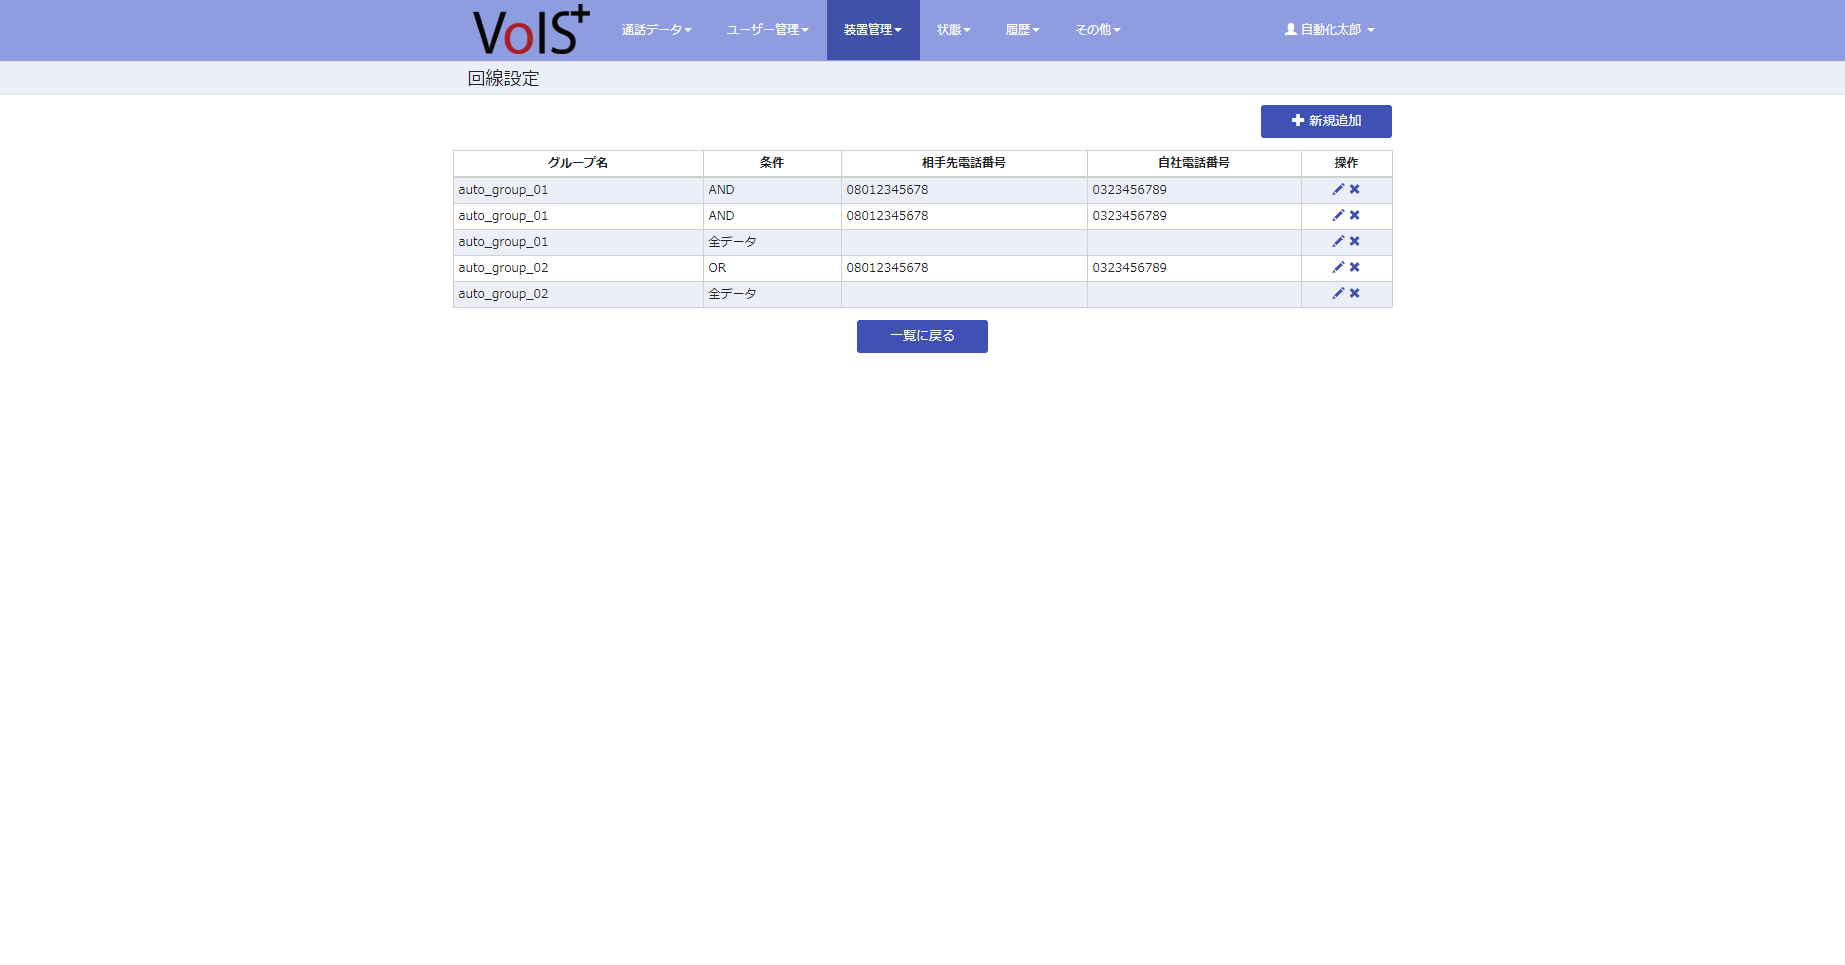 VoIS+ 通話データ ユーザー管理 装置管理 状態 履歴 その他 自動化太郎
回線設定
新規追加
グループ名 条件 相手先電話番号 自社電話番号 操作
auto_group_01 AND 08012345678 0323456789
auto_group_01 AND 08012345678 0323456789
auto_group_01 全データ
auto_group_02 OR 08012345678 0323456789
auto_group_02 全データ
一覧に戻る